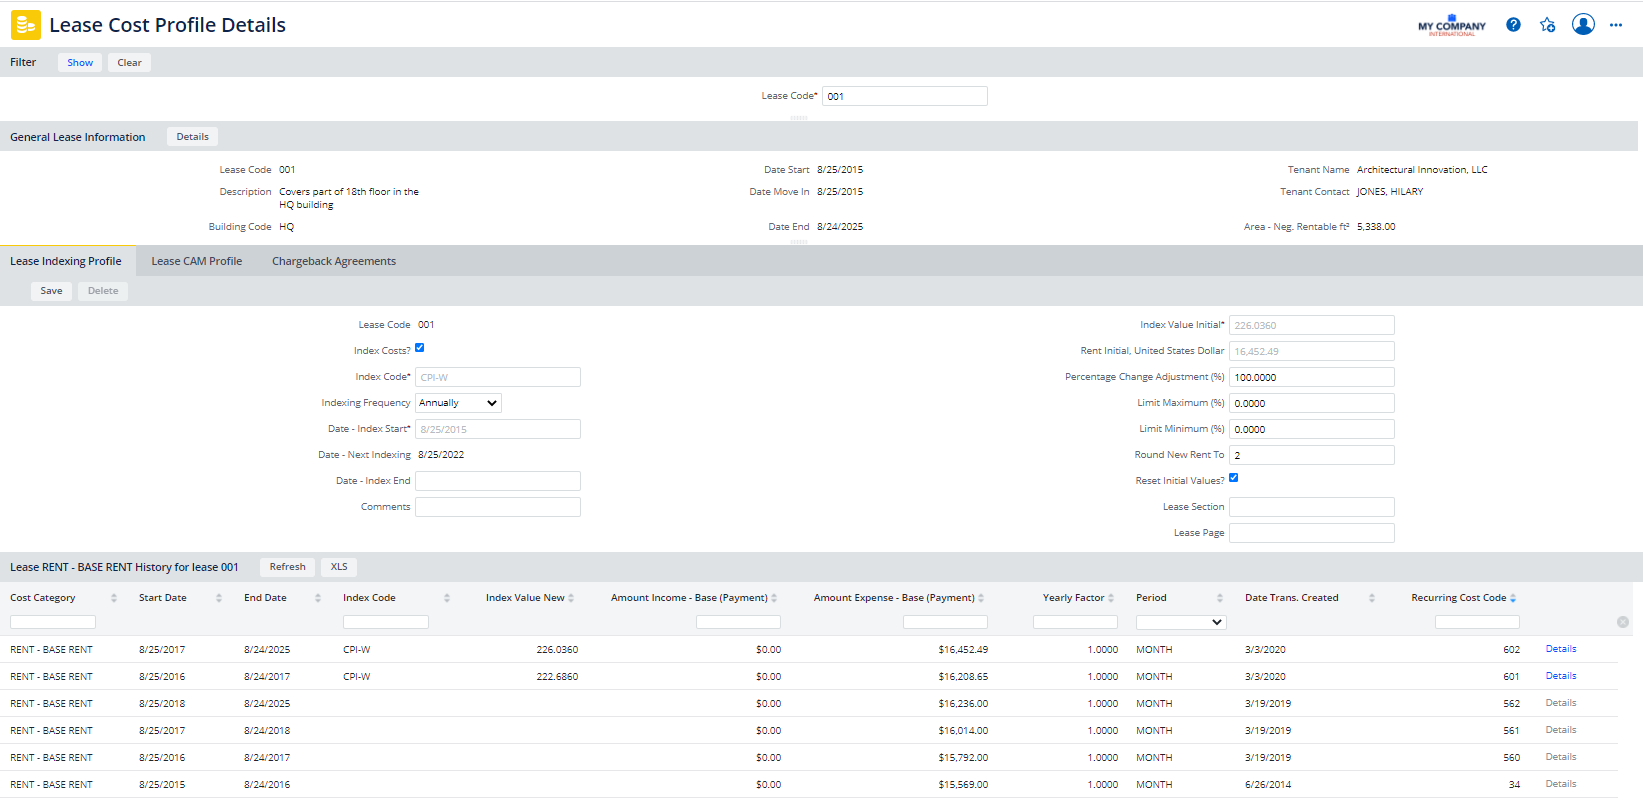 Lease Cost Profile Details
MY COMPANY
INTERNATIONAL
Filter Show Clear
Lease Code* 001
General Lease Information Details
Lease Code 001 Date Start 8/25/2015 Tenant Name Architectural Innovation, LLC
Description Covers part of 18th floor in the Date Move In 8/25/2015 Tenant Contact JONES, HILARY
HQ building
Building Code HQ Date End 8/24/2025 Area - Neg. Rentable ft² 5,338.00
Lease Indexing Profile Lease CAM Profile Chargeback Agreements
Save Delete
Lease Code 001 Index Value Initial* 226.0360
Index Costs? Rent Initial, United States Dollar 16,452.49
Index Code* CPI-W Percentage Change Adjustment (%) 100.0000
Indexing Frequency Annually Limit Maximum (%) 0.0000
Date - Index Start* 8/25/2015 Limit Minimum (%) 0.0000
Date - Next Indexing 8/25/2022 Round New Rent To 2
Date - Index End Reset Initial Values?
Comments Lease Section
Lease Page
Lease RENT - BASE RENT History for lease 001 Refresh XLS
Cost Category Start Date End Date Index Code Index Value New Amount Income - Base (Payment) Amount Expense - Base (Payment) Yearly Factor Period Date Trans. Created Recurring Cost Code
RENT - BASE RENT 8/25/2017 8/24/2025 CPI-W 226.0360 $0.00 $16,452.49 1.0000 MONTH 3/3/2020 602 Details
RENT - BASE RENT 8/25/2016 8/24/2017 CPI-W 222.6860 $0.00 $16,208.65 1.0000 MONTH 3/3/2020 601 Details
RENT - BASE RENT 8/25/2018 8/24/2025 $0.00 $16,236.00 1.0000 MONTH 3/19/2019 562 Details
RENT - BASE RENT 8/25/2017 8/24/2018 $0.00 $16,014.00 1.0000 MONTH 3/19/2019 561 Details
RENT - BASE RENT 8/25/2016 8/24/2017 $0.00 $15,792.00 1.0000 MONTH 3/19/2019 560 Details
RENT - BASE RENT 8/25/2015 8/24/2016 $0.00 $15,569.00 1.0000 MONTH 6/26/2014 34 Details